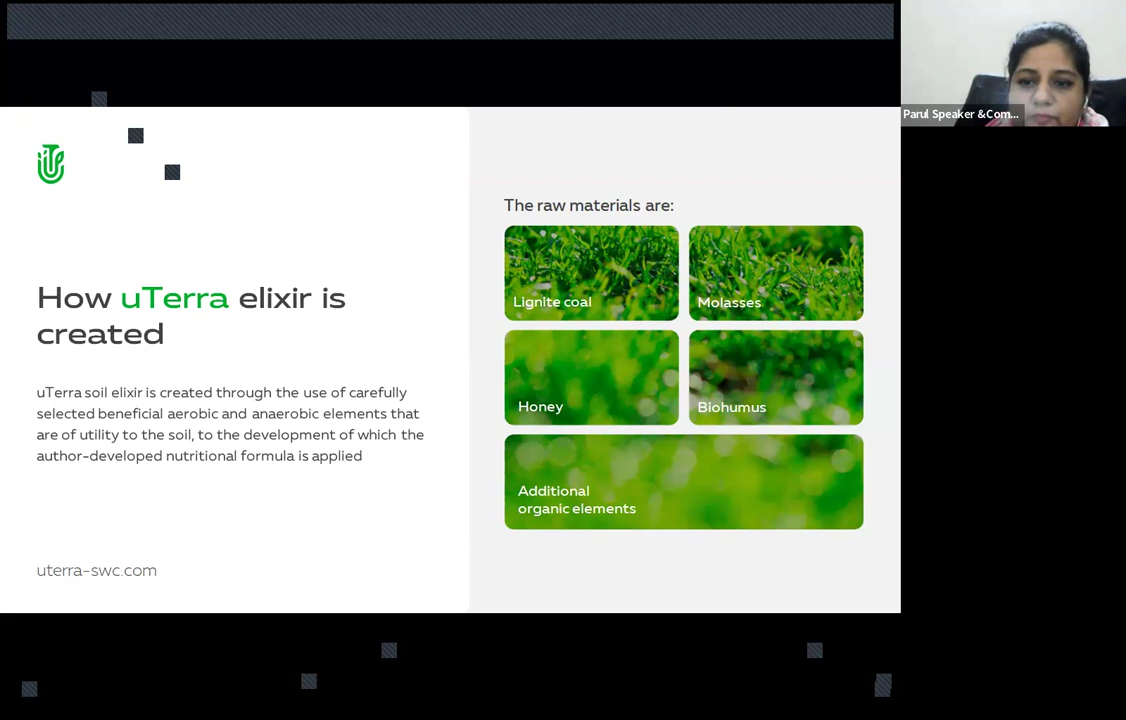 Parul Speaker &Com...
How uTerra elixir is
created
uTerra soil elixir is created through the use of carefully
selected beneficial aerobic and anaerobic elements that
are of utility to the soil, to the development of which the
author-developed nutritional formula is applied
uterra-swc.com
The raw materials are:
Lignite coal
Molasses
Honey
Biohumus
Additional
organic elements